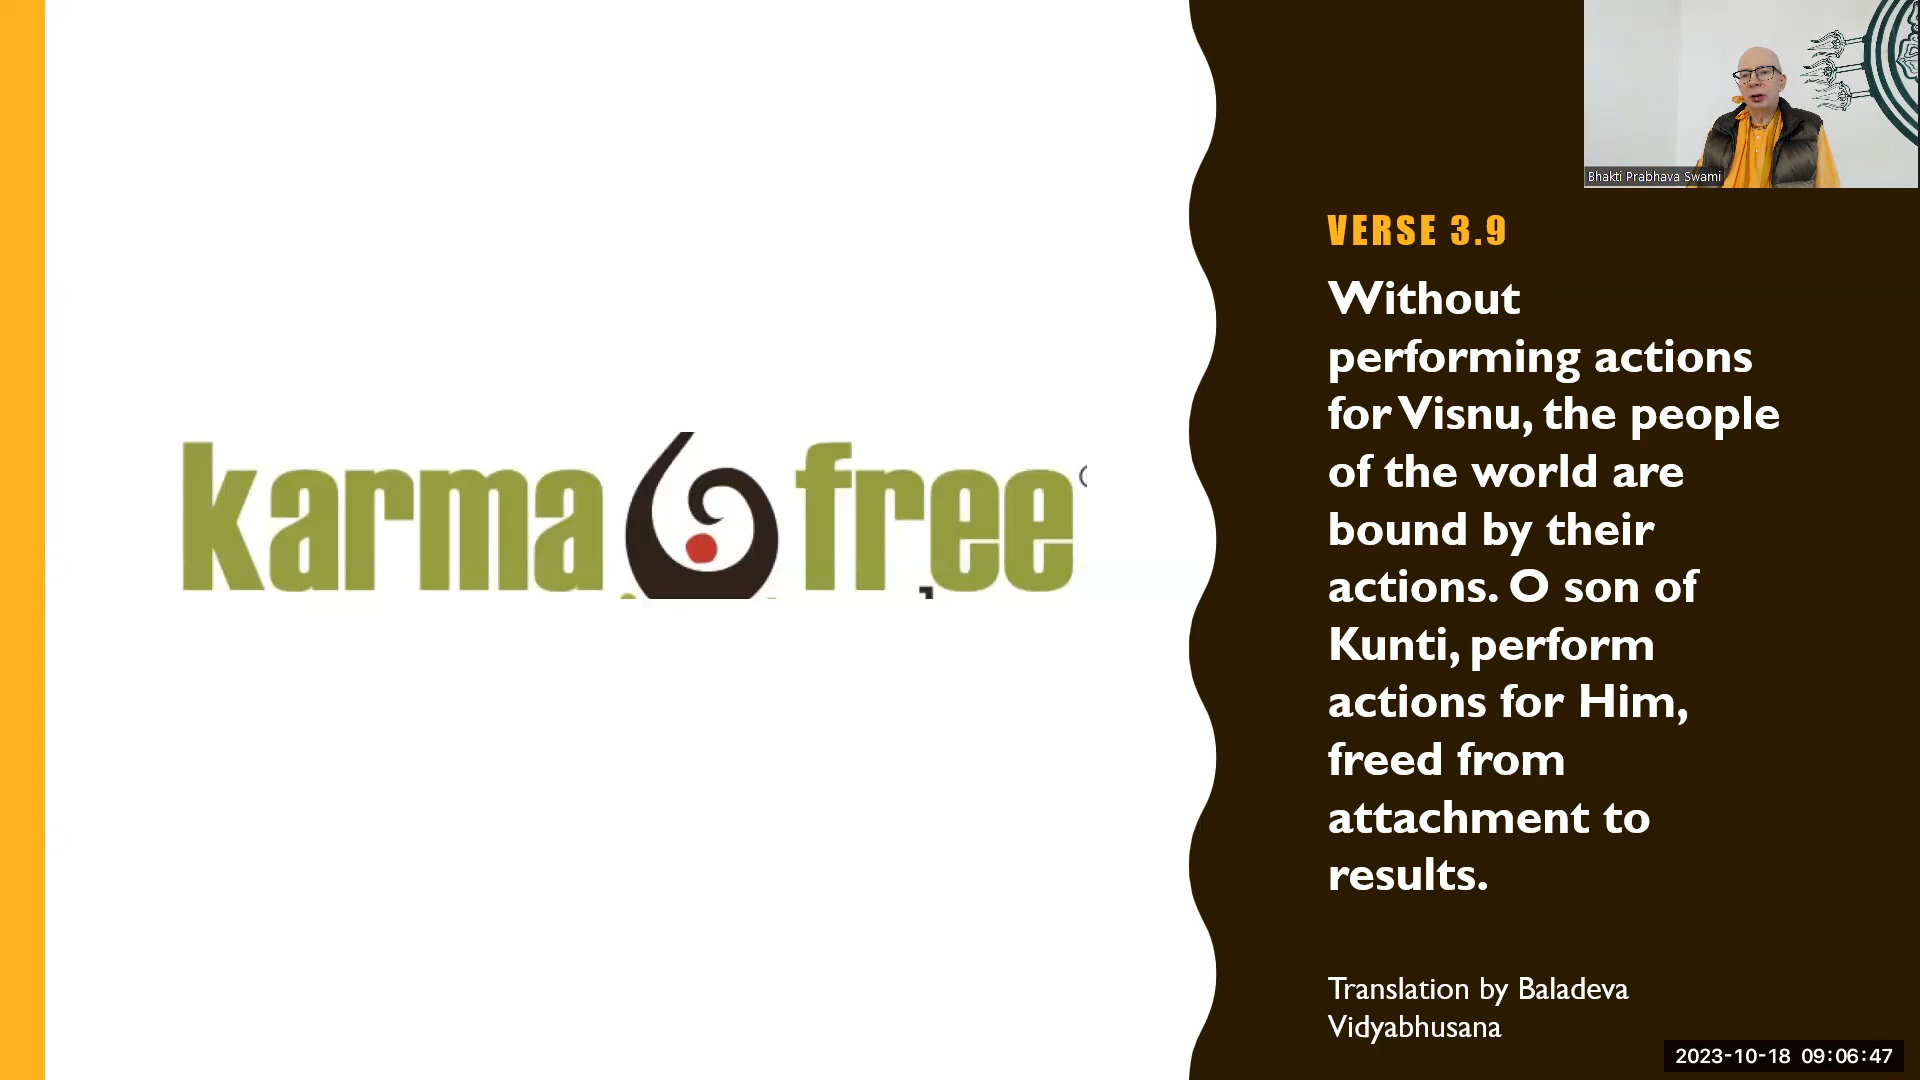 karma free
Bhakti Prabhava Swami
VERSE 3.9
Without
performing actions
for Visnu, the people
of the world are
bound by their
actions. O son of
Kunti, perform
actions for Him,
freed from
attachment to
results.
Translation by Baladeva
Vidyabhusana
2023-10-18 09:06:47